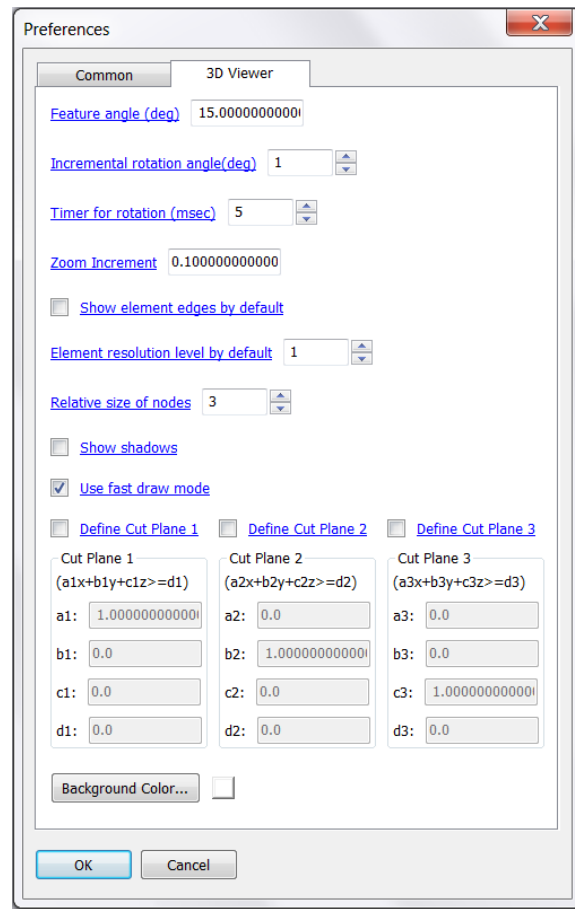 Preferences
Common 3D Viewer
Feature angle (deg) 15.0000000000
Incremental rotation angle(deg) 1
Timer for rotation (msec) 5
Zoom Increment 0.100000000000
Show element edges by default
Element resolution level by default 1
Relative size of nodes 3
Show shadows
Use fast draw mode
Define Cut Plane 1 Define Cut Plane 2 Define Cut Plane 3
Cut Plane 1 Cut Plane 2 Cut Plane 3
(a1x+b1y+c1z>=d1) (a2x+b2y+c2z>=d2) (a3x+b3y+c3z>=d3)
a1: 1.00000000000 a2: 0.0 a3: 0.0
b1: 0.0 b2: 1.00000000000 b3: 0.0
c1: 0.0 c2: 0.0 c3: 1.00000000000
d1: 0.0 d2: 0.0 d3: 0.0
Background Color...
OK Cancel